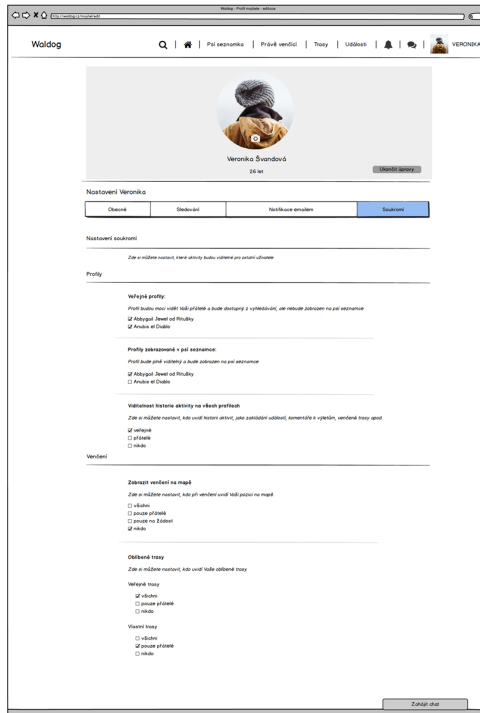 Waldog - Profil majitele - editace
http://waldog.cz/majitel/edit
Waldog
Psí seznamka
Právě venčící
Trasy
Události
VERONIKA
Veronika Švandová
26 let
Ukončit úpravy
Nastavení Veronika
Obecné
Sledování
Notifikace emailem
Soukromí
Nastavení soukromí
Zde si můžete nastavit, které aktivity budou viditelné pro ostatní uživatele
Profily
Veřejné profily:
Profil budou moci vidět Vaši přátelé a bude dostupný z vyhledávání, ale nebude zobrazen na psí seznamce
Abbygail Jewel od Ritušky
Anubis el Diablo
Profily zobrazované v psí seznamce:
Profil bude plně viditelný a bude zobrazen na psí seznamce
Abbygail Jewel od Ritušky
Anubis el Diablo
Viditelnost historie aktivity na všech profilech
Zde si můžete nastavit, kdo uvidí historii aktivit, jako zakládání událostí, komentáře k výletům, venčené trasy apod.
veřejné
přátelé
nikdo
Venčení
Zobrazit venčení na mapě
Zde si můžete nastavit, kdo při venčení uvidí Vaši pozici na mapě
všichni
pouze přátelé
pouze na žádost
nikdo
Oblíbené trasy
Zde si můžete nastavit, kdo uvidí Vaše oblíbené trasy
Veřejné trasy
všichni
pouze přátelé
nikdo
Vlastní trasy
všichni
pouze přátelé
nikdo
Zahájit chat